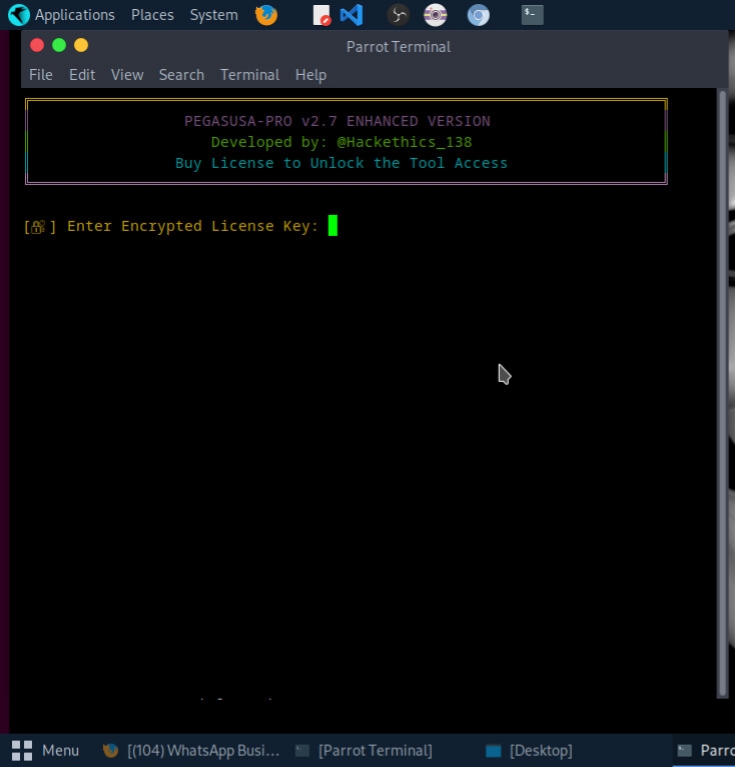 Applications Places System
Parrot Terminal
File Edit View Search Terminal Help
PEGASUSA-PRO v2.7 ENHANCED VERSION
Developed by: @Hackethics_138
Buy License to Unlock the Tool Access
[🔐] Enter Encrypted License Key:
Menu [(104) WhatsApp Busi... [Parrot Terminal] [Desktop] Parro